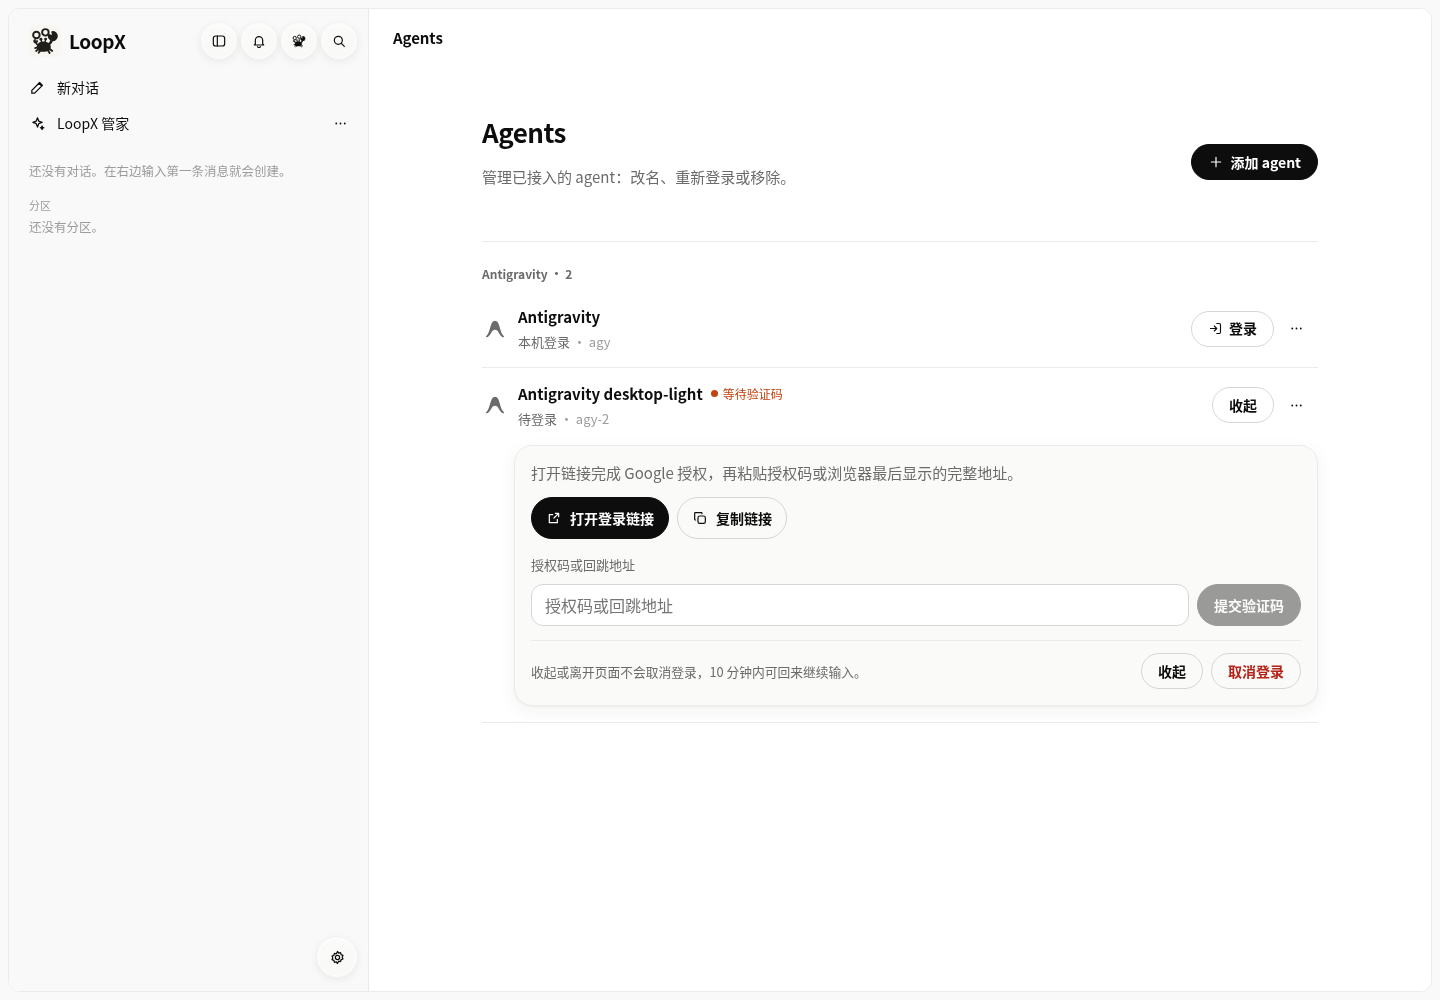 LoopX
新对话
LoopX 管家
还没有对话。在右边输入第一条消息就会创建。
分区
还没有分区。
Agents
Agents
管理已接入的 agent：改名、重新登录或移除。
添加 agent
Antigravity · 2
Antigravity
本机登录 · agy
登录
Antigravity desktop-light 等待验证码
待登录 · agy-2
收起
打开链接完成 Google 授权，再粘贴授权码或浏览器最后显示的完整地址。
打开登录链接 复制链接
授权码或回跳地址
授权码或回跳地址
提交验证码
收起或离开页面不会取消登录，10 分钟内可回来继续输入。
收起 取消登录